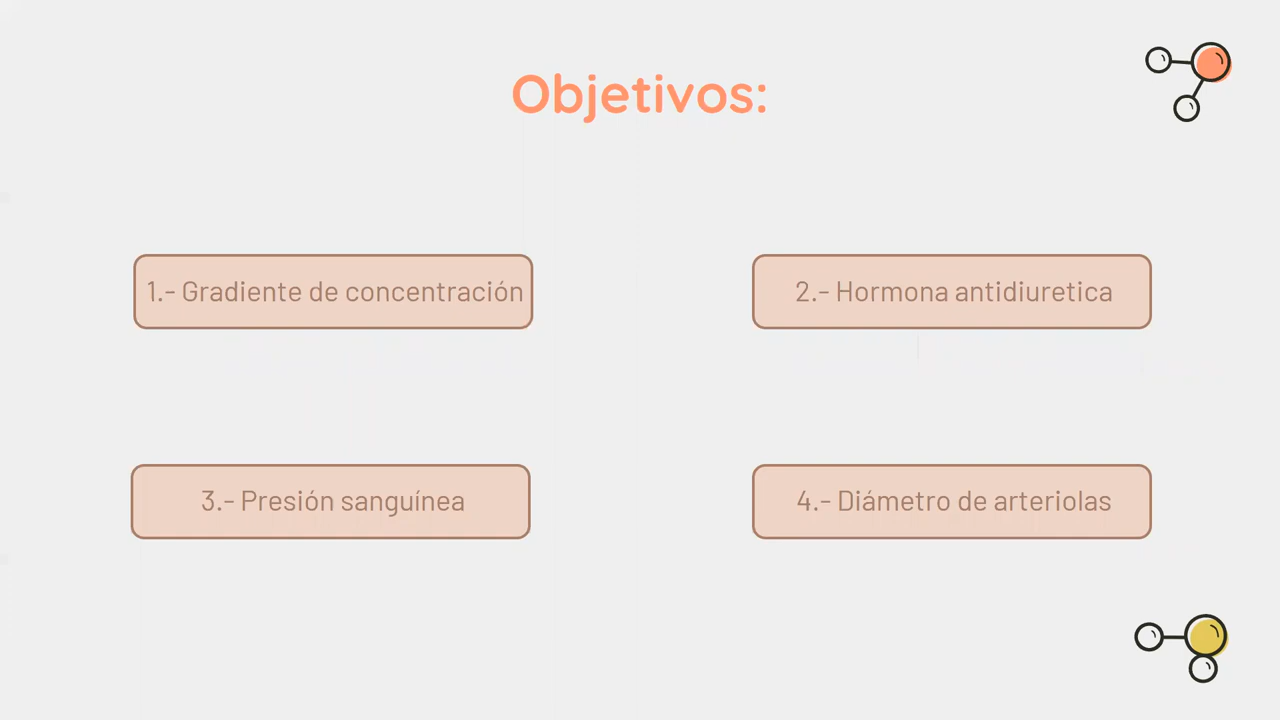 Objetivos:
1.- Gradiente de concentración
2.- Hormona antidiuretica
3.- Presión sanguínea
4.- Diámetro de arteriolas